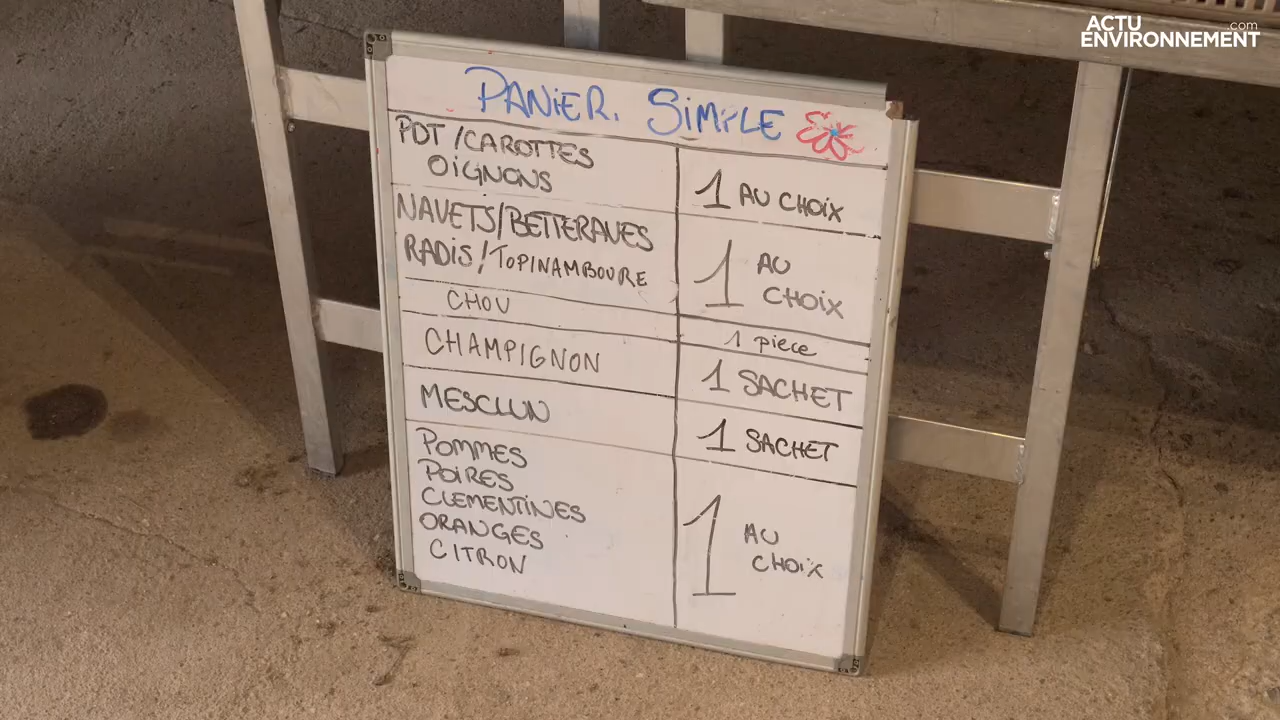 ACTU
ENVIRONNEMENT
.com
PANIER. SIMPLE
PDT/CAROTTES
OIGNONS
1 AU CHOIX
NAVETS/BETTERAVES
RADIS/TOPINAMBOURE
1 AU
CHOIX
CHOU
1 pièce
CHAMPIGNON
1 SACHET
MESCLUN
1 SACHET
POMMES
POIRES
CLEMENTINES
ORANGES
CITRON
1 AU
CHOIX